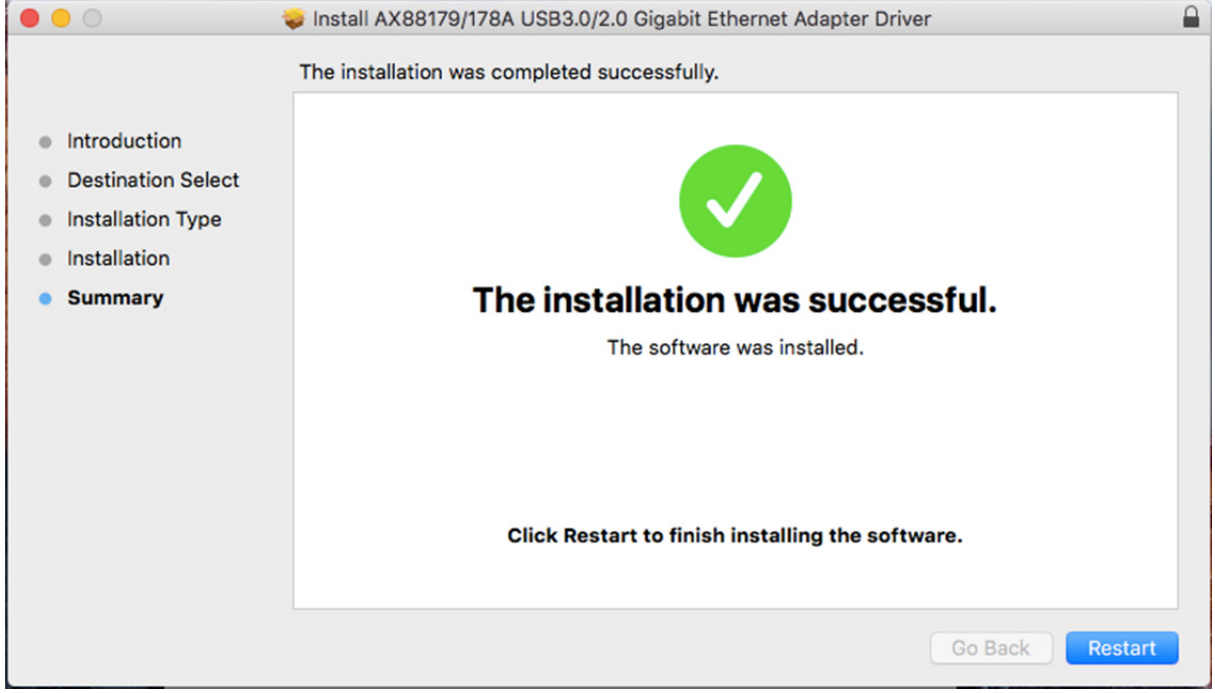 Install AX88179/178A USB3.0/2.0 Gigabit Ethernet Adapter Driver
The installation was completed successfully.
Introduction
Destination Select
Installation Type
Installation
Summary
The installation was successful.
The software was installed.
Click Restart to finish installing the software.
Go Back
Restart